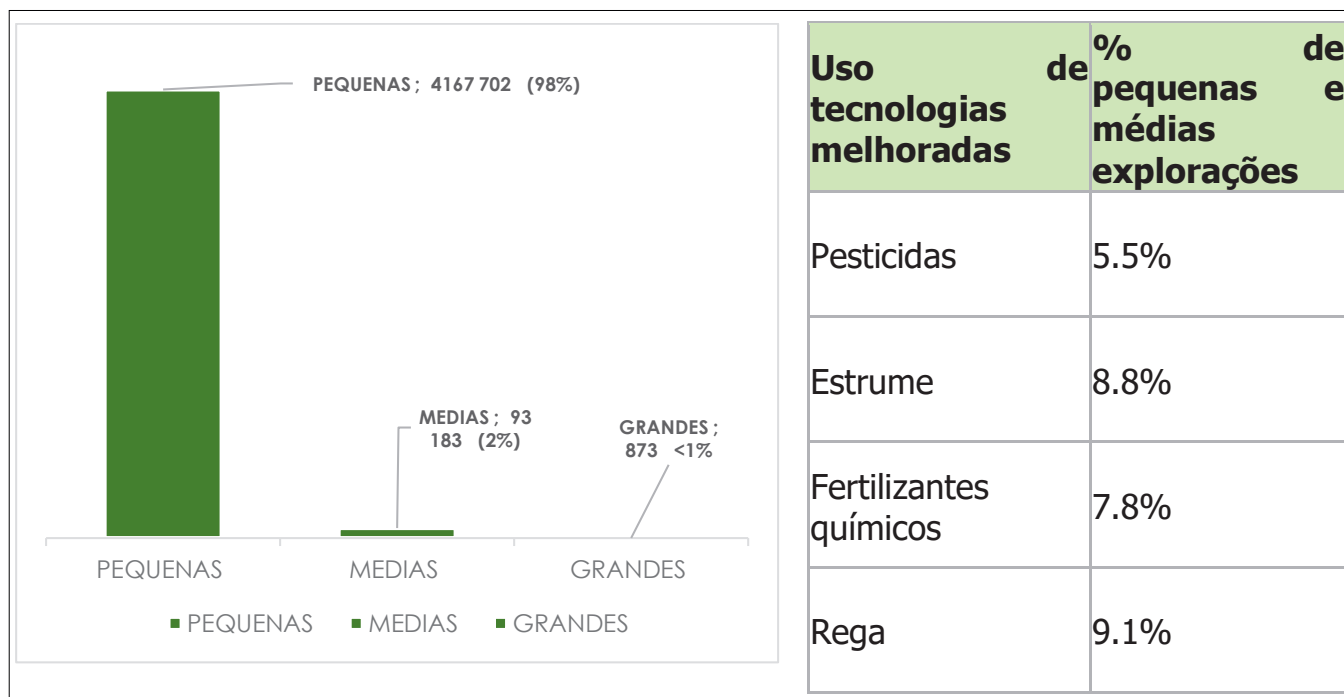 PEQUENAS ; 4167 702 (98%)
MEDIAS ; 93
183 (2%)
GRANDES ;
873 <1%
PEQUENAS MEDIAS GRANDES
PEQUENAS MEDIAS GRANDES
Uso de
tecnologias
melhoradas
% de
pequenas e
médias
explorações
Pesticidas 5.5%
Estrume 8.8%
Fertilizantes
químicos
7.8%
Rega 9.1%